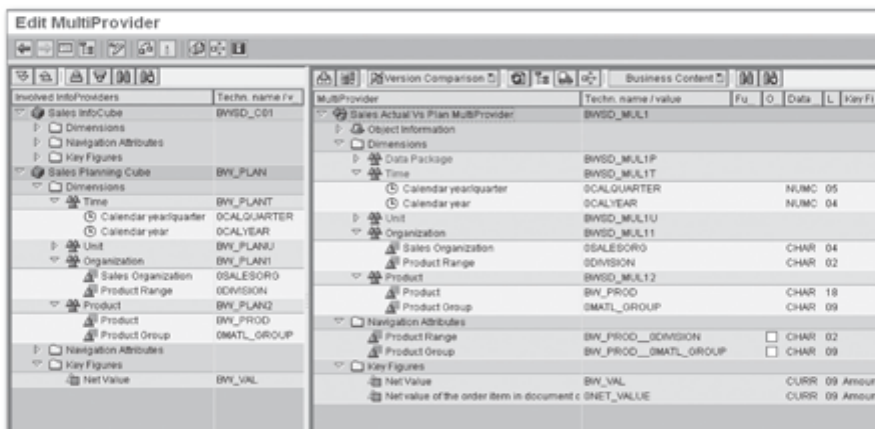 Edit MultiProvider
Version Comparison
Business Content
Involved InfoProviders Techn. name / v
Sales InfoCube BWSD_C01
Dimensions
Navigation Attributes
Key Figures
Sales Planning Cube BW_PLAN
Dimensions
Time BW_PLANT
Calendar year/quarter 0CALQUARTER
Calendar year 0CALYEAR
Unit BW_PLANU
Organization BW_PLAN1
Sales Organization 0SALESORG
Product Range 0DIVISION
Product BW_PLAN2
Product BW_PROD
Product Group 0MATL_GROUP
Navigation Attributes
Key Figures
Net Value BW_VAL
MultiProvider Techn. name / value Fu_ O_ Data L Key Fi
Sales Actual Vs Plan MultiProvider BWSD_MUL1
Object Information
Dimensions
Data Package BWSD_MUL1P
Time BWSD_MUL1T
Calendar year/quarter 0CALQUARTER NUMC 05
Calendar year 0CALYEAR NUMC 04
Unit BWSD_MUL1U
Organization BWSD_MUL11
Sales Organization 0SALESORG CHAR 04
Product Range 0DIVISION CHAR 02
Product BWSD_MUL12
Product BW_PROD CHAR 18
Product Group 0MATL_GROUP CHAR 09
Navigation Attributes
Product Range BW_PROD__0DIVISION CHAR 02
Product Group BW_PROD__0MATL_GROUP CHAR 09
Key Figures
Net Value BW_VAL CURR 09 Amour
Net value of the order item in document c 0NET_VALUE CURR 09 Amour